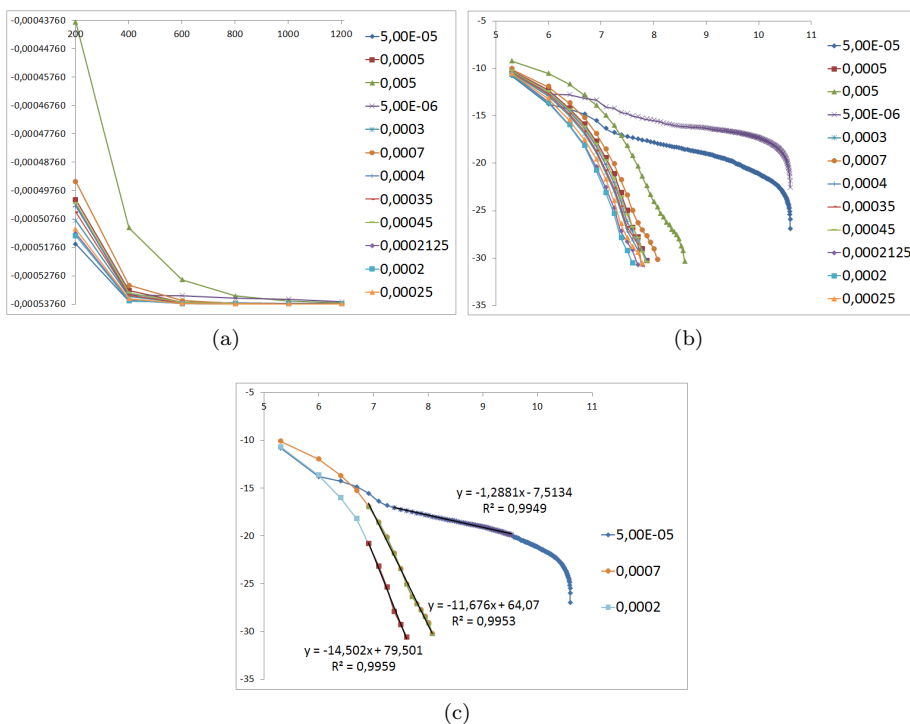 200 400 600 800 1000 1200
-0,00043760
-0,00044760
-0,00045760
-0,00046760
-0,00047760
-0,00048760
-0,00049760
-0,00050760
-0,00051760
-0,00052760
-0,00053760
5,00E-05
0,0005
0,005
5,00E-06
0,0003
0,0007
0,0004
0,00035
0,00045
0,0002125
0,0002
0,00025
(a)
5 6 7 8 9 10 11
-5
-10
-15
-20
-25
-30
-35
5,00E-05
0,0005
0,005
5,00E-06
0,0003
0,0007
0,0004
0,00035
0,00045
0,0002125
0,0002
0,00025
(b)
5 6 7 8 9 10 11
-5
-10
-15
-20
-25
-30
-35
y = -1,2881x - 7,5134
R² = 0,9949
y = -11,676x + 64,07
R² = 0,9953
y = -14,502x + 79,501
R² = 0,9959
5,00E-05
0,0007
0,0002
(c)